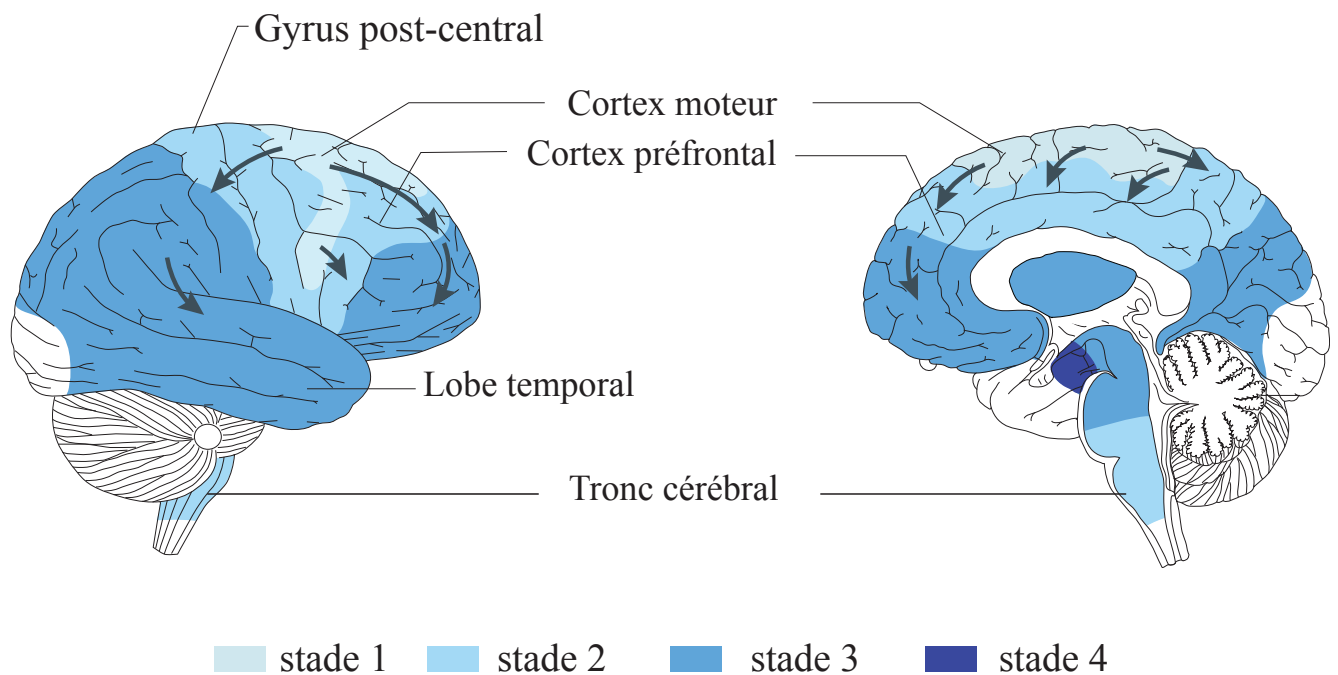 Gyrus post-central
Cortex moteur
Cortex préfrontal
Lobe temporal
Tronc cérébral
stade 1
stade 2
stade 3
stade 4